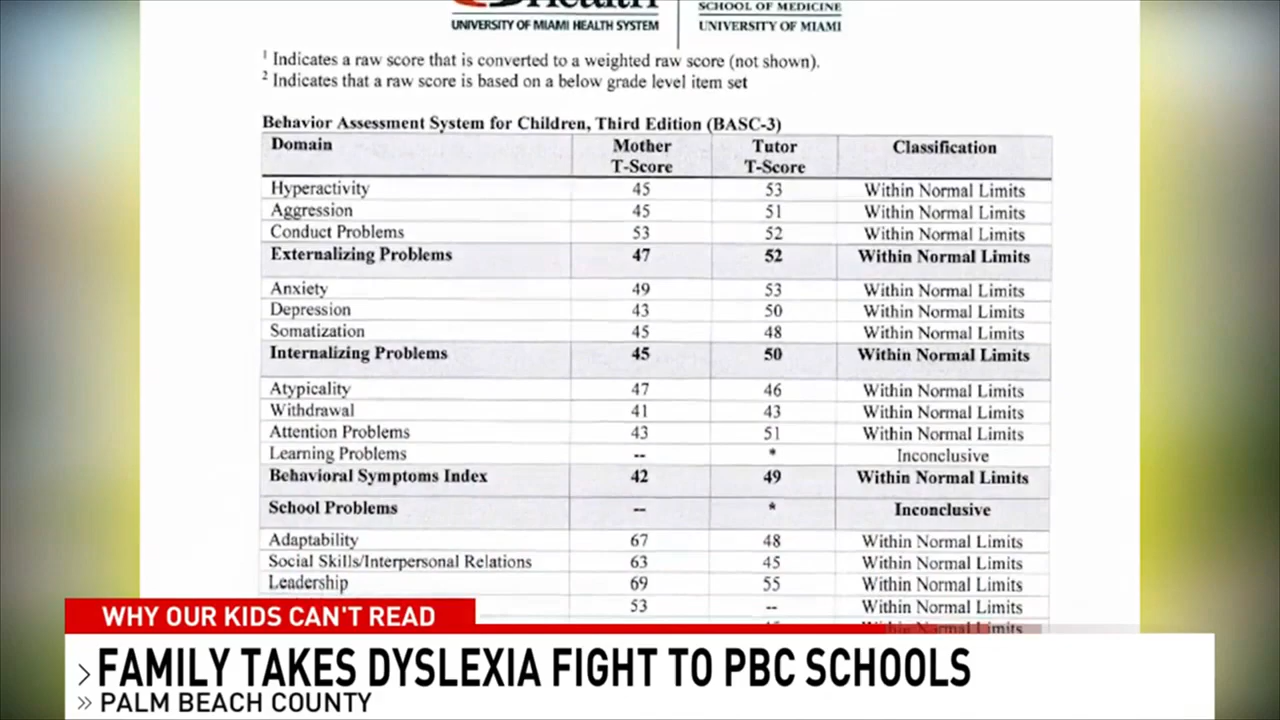 Health
UNIVERSITY OF MIAMI HEALTH SYSTEM
SCHOOL OF MEDICINE
UNIVERSITY OF MIAMI
1 Indicates a raw score that is converted to a weighted raw score (not shown).
2 Indicates that a raw score is based on a below grade level item set
Behavior Assessment System for Children, Third Edition (BASC-3)
Domain Mother T-Score Tutor T-Score Classification
Hyperactivity 45 53 Within Normal Limits
Aggression 45 51 Within Normal Limits
Conduct Problems 53 52 Within Normal Limits
Externalizing Problems 47 52 Within Normal Limits
Anxiety 49 53 Within Normal Limits
Depression 43 50 Within Normal Limits
Somatization 45 48 Within Normal Limits
Internalizing Problems 45 50 Within Normal Limits
Atypicality 47 46 Within Normal Limits
Withdrawal 41 43 Within Normal Limits
Attention Problems 43 51 Within Normal Limits
Learning Problems -- * Inconclusive
Behavioral Symptoms Index 42 49 Within Normal Limits
School Problems -- * Inconclusive
Adaptability 67 48 Within Normal Limits
Social Skills/Interpersonal Relations 63 45 Within Normal Limits
Leadership 69 55 Within Normal Limits
53 -- Within Normal Limits
Within Normal Limits
WHY OUR KIDS CAN'T READ
FAMILY TAKES DYSLEXIA FIGHT TO PBC SCHOOLS
PALM BEACH COUNTY